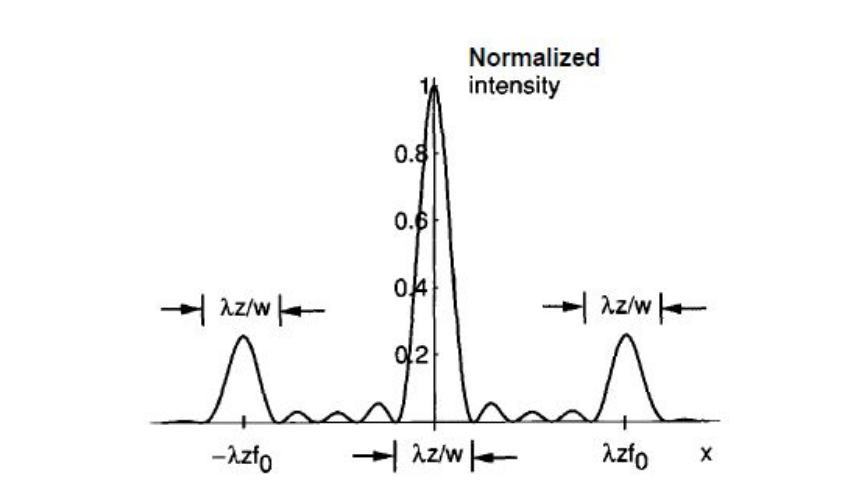 Normalized
intensity
1
0.8
0.6
0.4
0.2
λz/w
λz/w
λz/w
−λzf₀
λzf₀
x